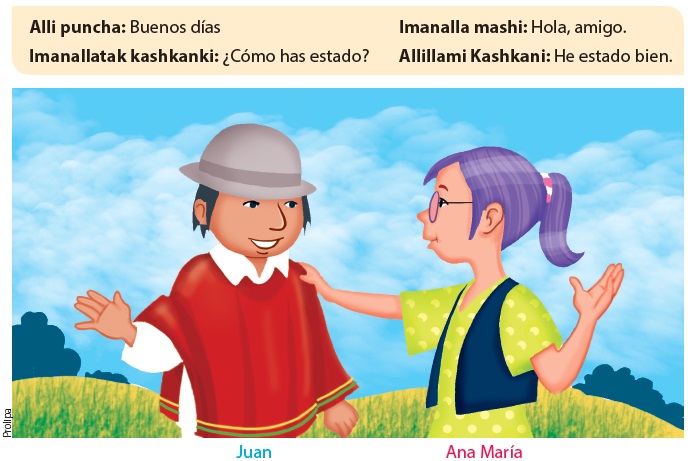 Alli puncha: Buenos días
Imanallatak kashkanki: ¿Cómo has estado?
Imanalla mashi: Hola, amigo.
Allillami Kashkani: He estado bien.
Prolipa
Juan
Ana María